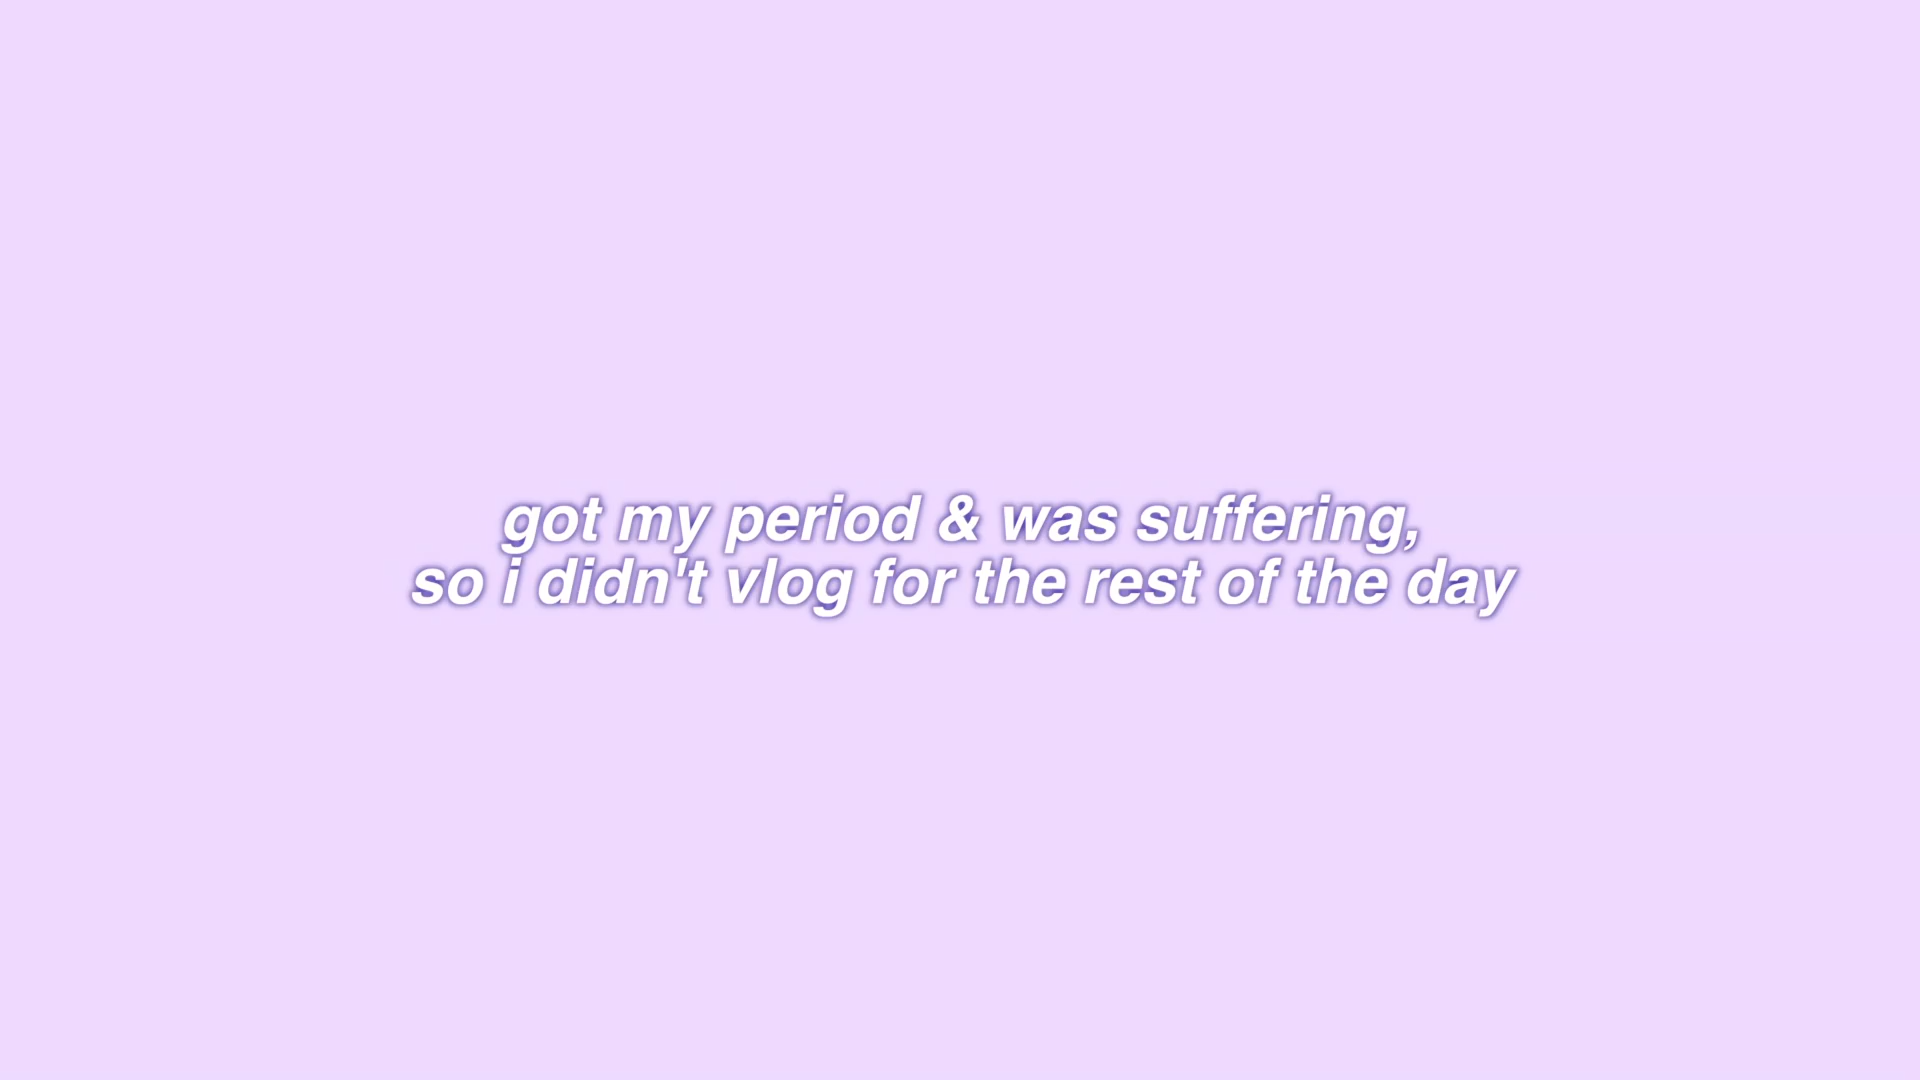 got my period & was suffering,
so i didn't vlog for the rest of the day